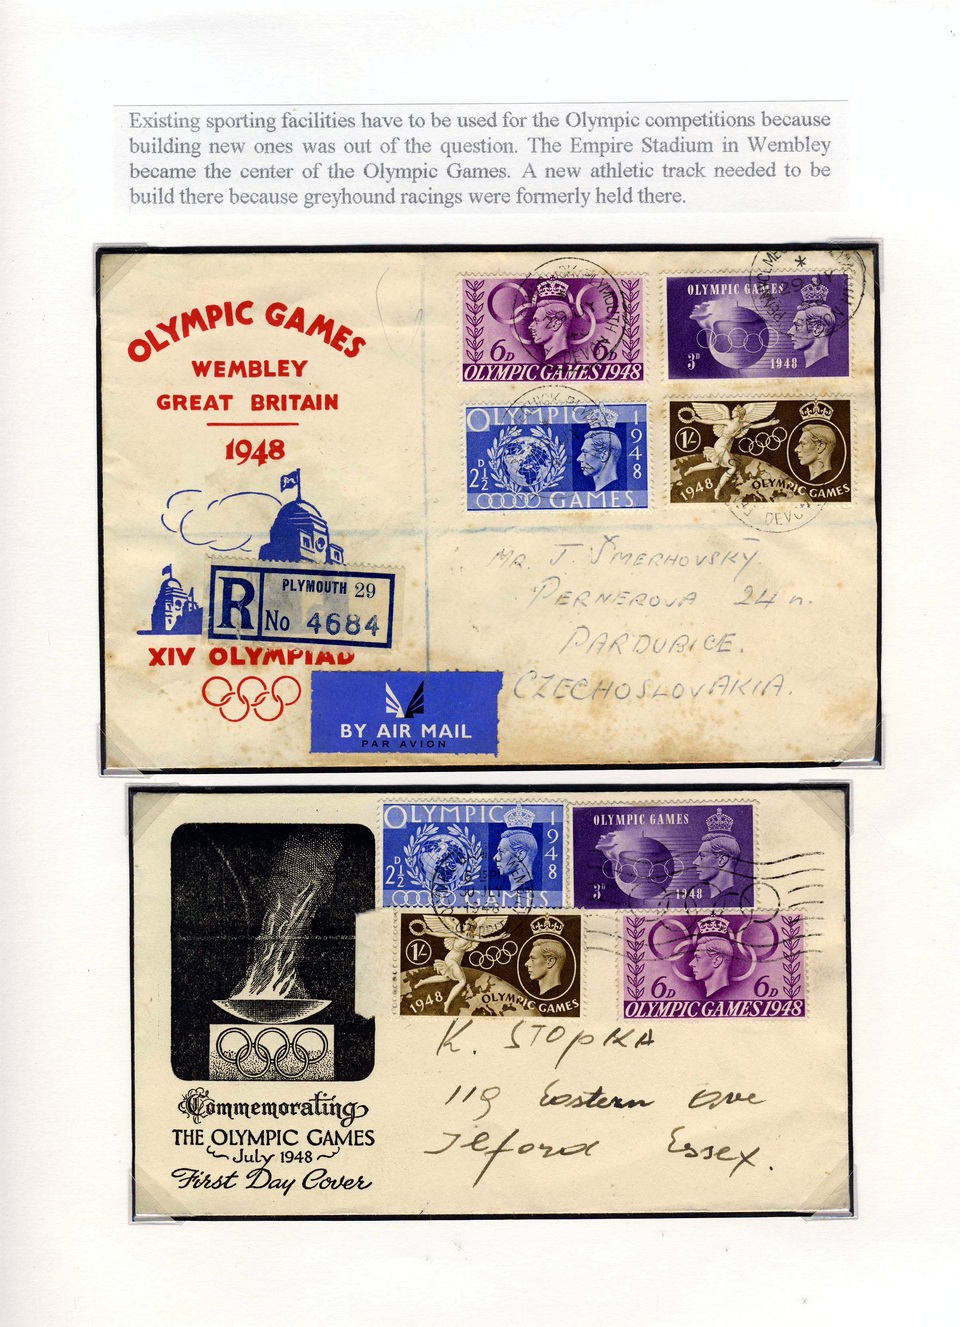 Existing sporting facilities have to be used for the Olympic competitions because
building new ones was out of the question. The Empire Stadium in Wembley
became the center of the Olympic Games. A new athletic track needed to be
build there because greyhound racings were formerly held there.
OLYMPIC GAMES
WEMBLEY
GREAT BRITAIN
1948
R
PLYMOUTH 29
No 4684
XIV OLYMPIAD
BY AIR MAIL
PAR AVION
6D 6D
OLYMPIC GAMES 1948
PLYMOUTH
DEVON
OLYMPIC GAMES
3D 1948
OLYMPIC 1948
2½D
GAMES
1/-
1948 OLYMPIC GAMES
DEVON
MR. J. ŠMERHOVSKÝ.
PERNEROVA 24 n.
PARDUBICE.
CZECHOSLOVAKIA.
OLYMPIC 1948
2½D
GAMES
OLYMPIC GAMES
3D 1948
1/-
1948 OLYMPIC GAMES
6D 6D
OLYMPIC GAMES 1948
Commemorating
THE OLYMPIC GAMES
July 1948
First Day Cover
K. STOPKA
119 Eastern Ave
Ilford Essex.